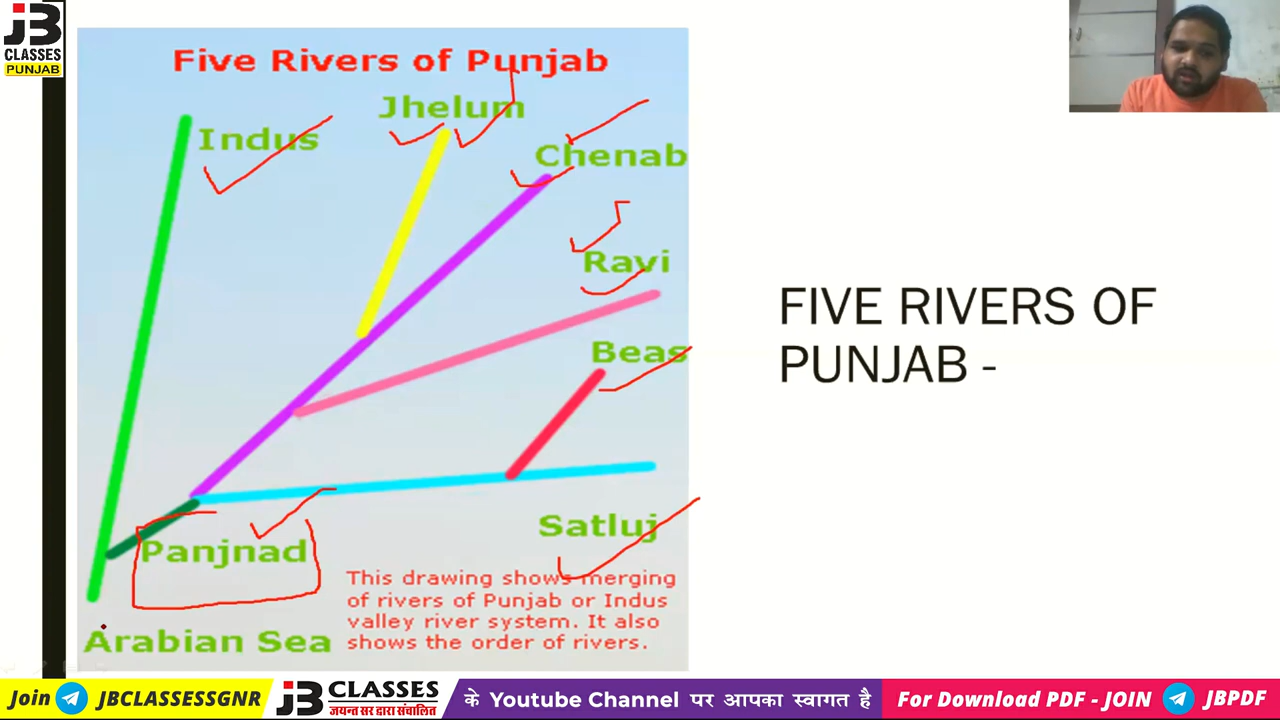 JB
CLASSES
PUNJAB
Five Rivers of Punjab
Jhelum
Indus
Chenab
Ravi
Beas
Satluj
Panjnad
This drawing shows merging
of rivers of Punjab or Indus
valley river system. It also
shows the order of rivers.
Arabian Sea
FIVE RIVERS OF
PUNJAB -
Join JBCLASSESSGNR
JB CLASSES
जयन्त सर द्वारा संचालित
के Youtube Channel पर आपका स्वागत है
For Download PDF - JOIN JBPDF